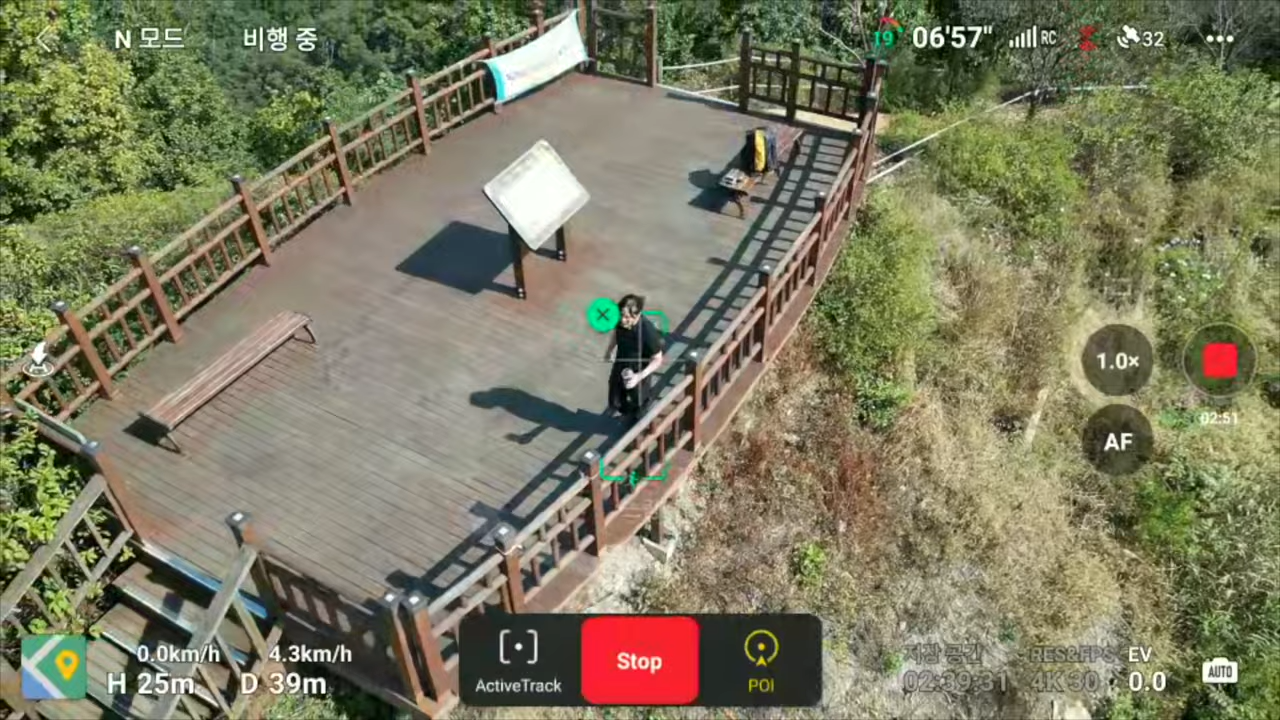 N 모드
비행 중
19
06'57"
RC
32
1.0×
02:51
AF
0.0km/h
4.3km/h
H 25m
D 39m
ActiveTrack
Stop
POI
저장 공간
02:39:31
RES&FPS
4K 30
EV
0.0
AUTO